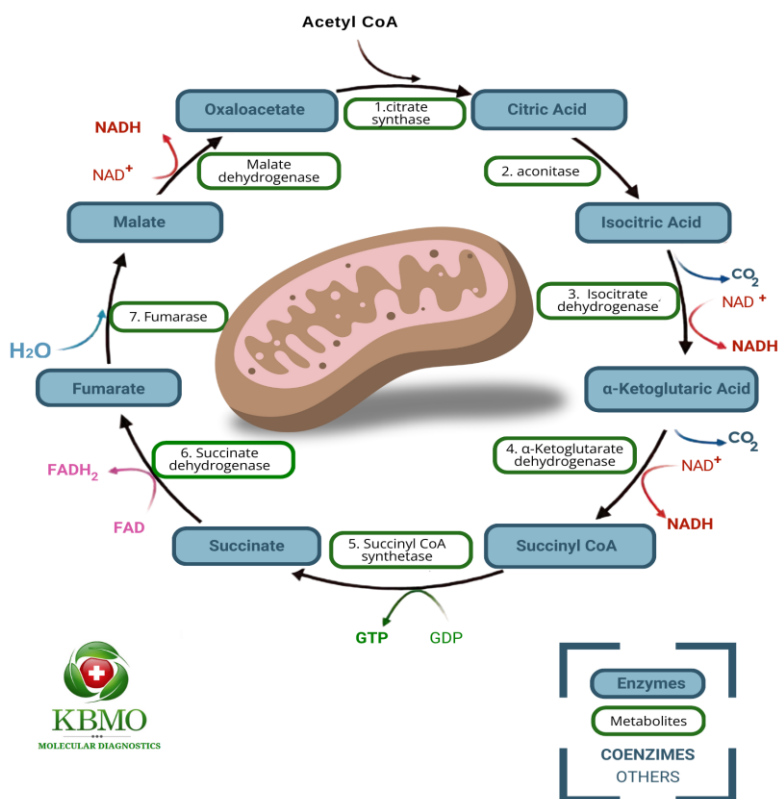 Acetyl CoA
Oxaloacetate
1.citrate
synthase
Citric Acid
NADH
NAD+
Malate
dehydrogenase
2. aconitase
Malate
Isocitric Acid
CO2
3. Isocitrate
dehydrogenase
NAD+
NADH
7. Fumarase
H2O
Fumarate
α-Ketoglutaric Acid
6. Succinate
dehydrogenase
4. α-Ketoglutarate
dehydrogenase
CO2
NAD+
FADH2
FAD
NADH
Succinate
5. Succinyl CoA
synthetase
Succinyl CoA
GTP
GDP
KBMO
MOLECULAR DIAGNOSTICS
Enzymes
Metabolites
COENZIMES
OTHERS